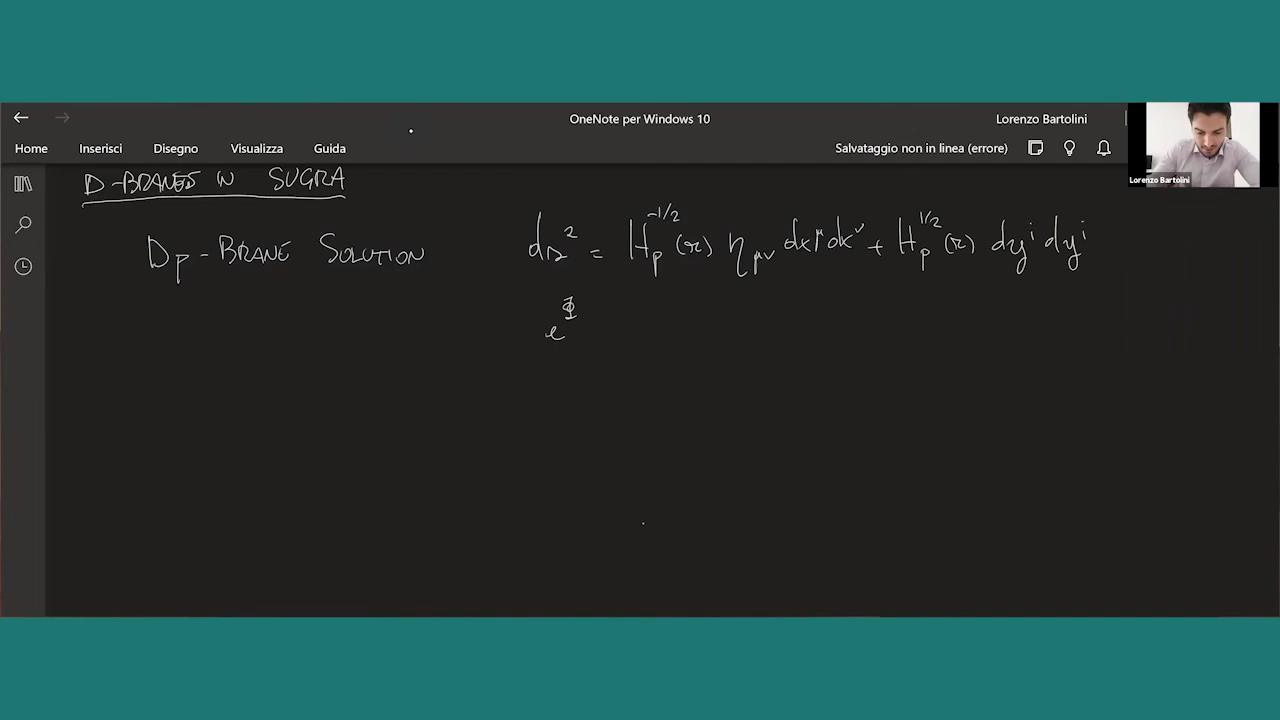 OneNote per Windows 10
Lorenzo Bartolini
Home Inserisci Disegno Visualizza Guida
Salvataggio non in linea (errore)
Lorenzo Bartolini
D-BRANES IN SUGRA
Dp-BRANE SOLUTION ds² = H_p^{-1/2}(r) η_{μν} dx^μ dx^ν + H_p^{1/2}(r) dy^i dy^i
e^Φ